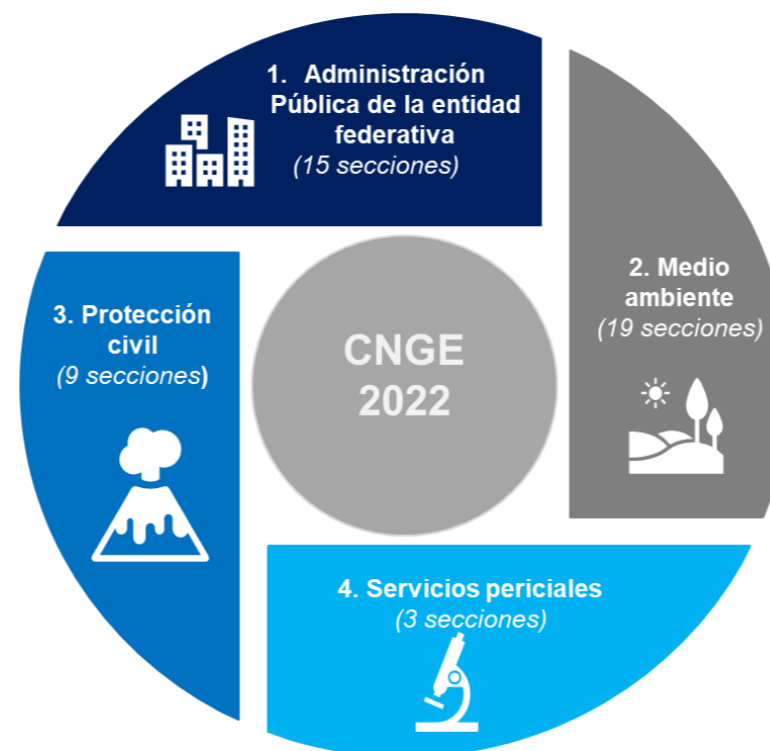 1. Administración
Pública de la entidad
federativa
(15 secciones)
2. Medio
ambiente
(19 secciones)
3. Protección
civil
(9 secciones)
CNGE
2022
4. Servicios periciales
(3 secciones)